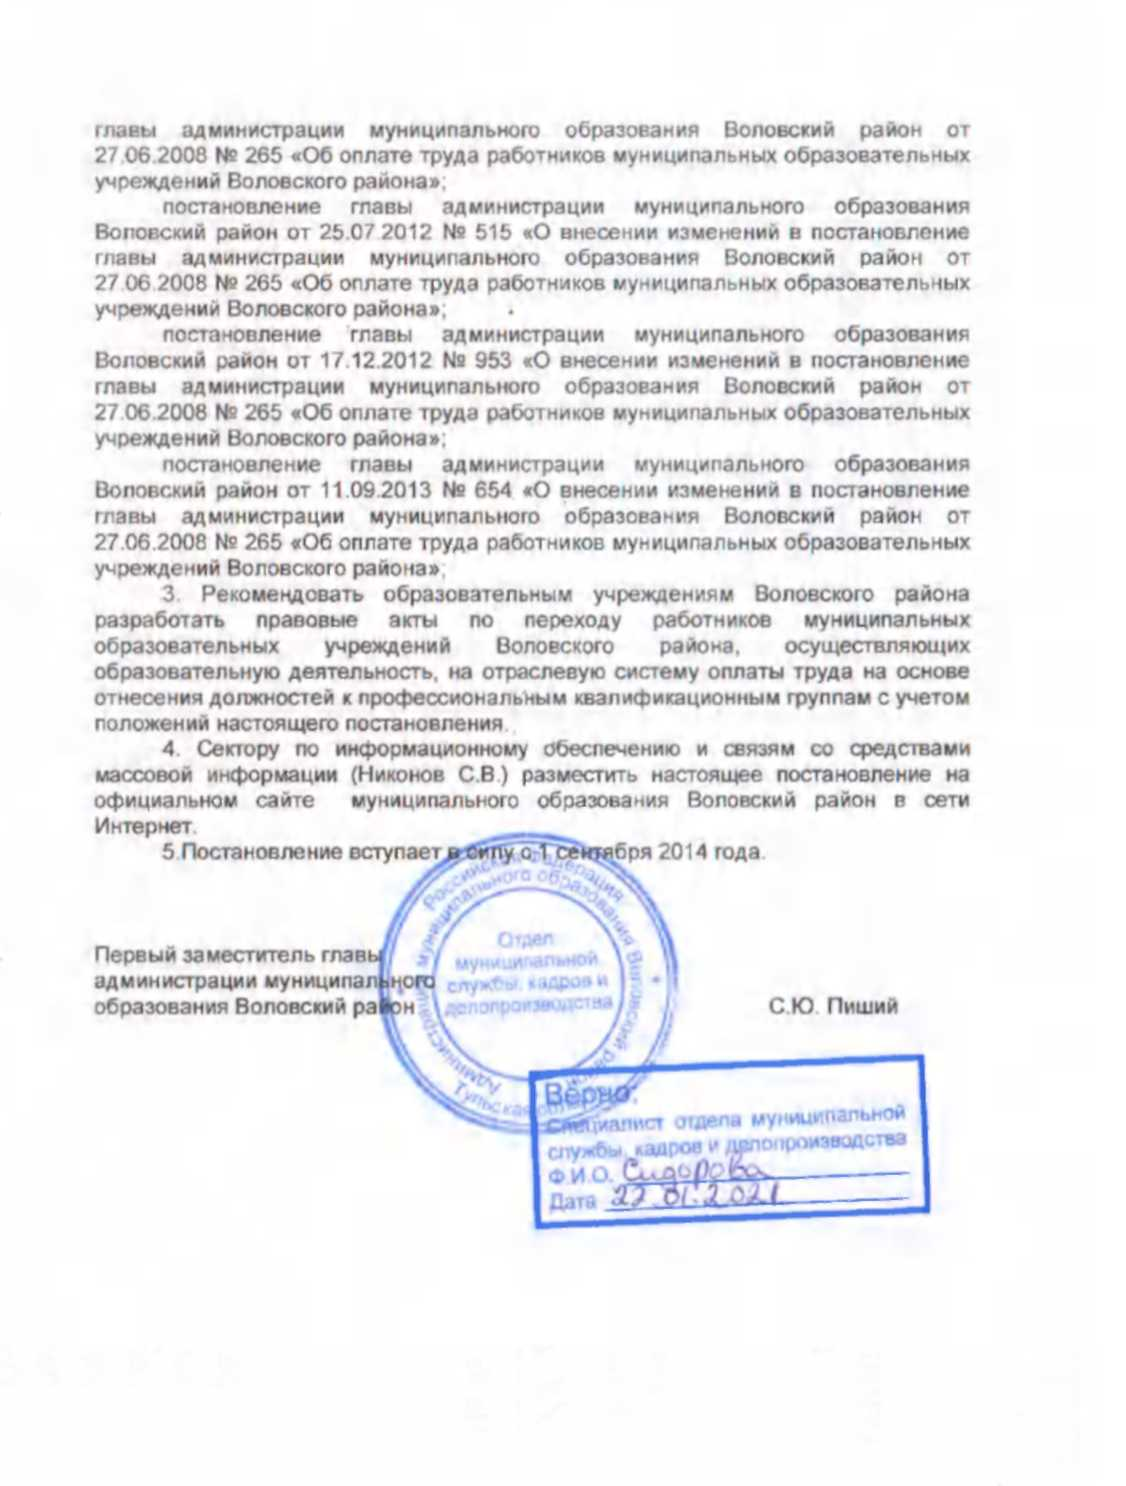 главы администрации муниципального образования Воловский район от
27.06.2008 № 265 «Об оплате труда работников муниципальных образовательных
учреждений Воловского района»;
постановление главы администрации муниципального образования
Воловский район от 25.07.2012 № 515 «О внесении изменений в постановление
главы администрации муниципального образования Воловский район от
27.06.2008 № 265 «Об оплате труда работников муниципальных образовательных
учреждений Воловского района»;
постановление главы администрации муниципального образования
Воловский район от 17.12.2012 № 953 «О внесении изменений в постановление
главы администрации муниципального образования Воловский район от
27.06.2008 № 265 «Об оплате труда работников муниципальных образовательных
учреждений Воловского района»;
постановление главы администрации муниципального образования
Воловский район от 11.09.2013 № 654 «О внесении изменений в постановление
главы администрации муниципального образования Воловский район от
27.06.2008 № 265 «Об оплате труда работников муниципальных образовательных
учреждений Воловского района»;
3. Рекомендовать образовательным учреждениям Воловского района
разработать правовые акты по переходу работников муниципальных
образовательных учреждений Воловского района, осуществляющих
образовательную деятельность, на отраслевую систему оплаты труда на основе
отнесения должностей к профессиональным квалификационным группам с учетом
положений настоящего постановления.
4. Сектору по информационному обеспечению и связям со средствами
массовой информации (Никонов С.В.) разместить настоящее постановление на
официальном сайте муниципального образования Воловский район в сети
Интернет.
5.Постановление вступает в силу с 1 сентября 2014 года.
Первый заместитель главы
администрации муниципального
образования Воловский район
С.Ю. Пиший
Российская Федерация
Тульская область
Администрация муниципального образования Воловский район
Отдел
муниципальной
службы, кадров и
делопроизводства
Верно:
Специалист отдела муниципальной
службы, кадров и делопроизводства
Ф.И.О. Сидорова
Дата 22.01.2021